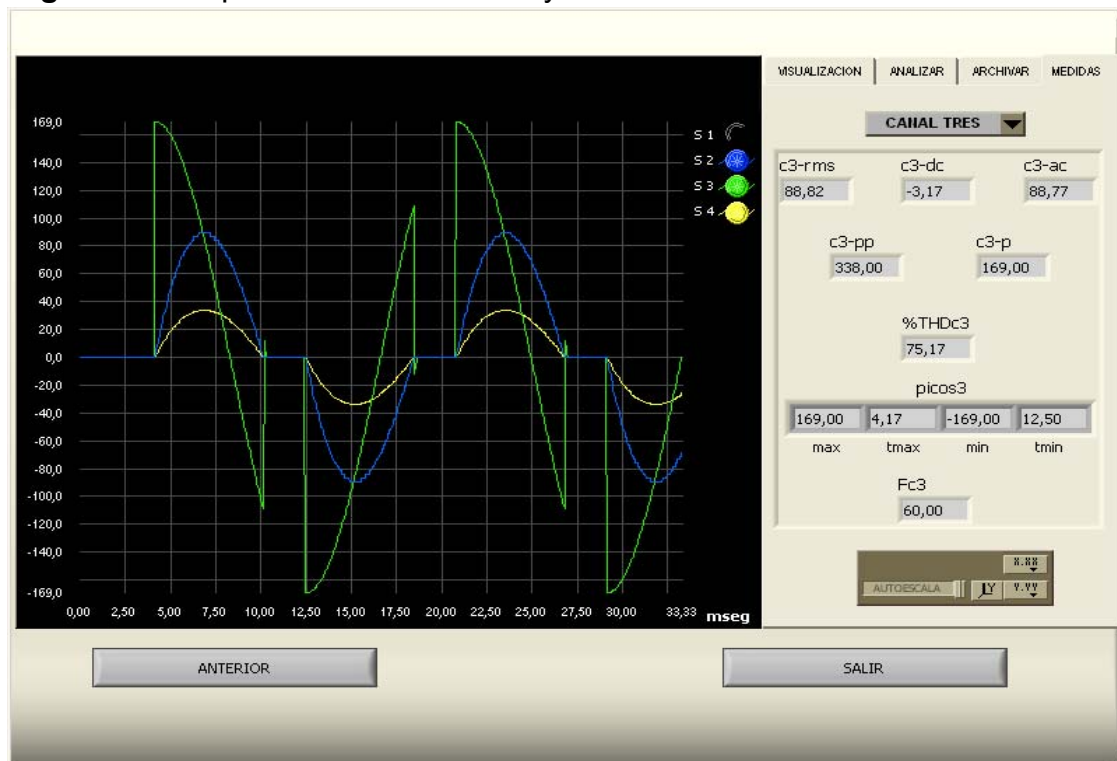 VISUALIZACION ANALIZAR ARCHIVAR MEDIDAS
CANAL TRES
c3-rms c3-dc c3-ac
88,82 -3,17 88,77
c3-pp c3-p
338,00 169,00
%THDc3
75,17
picos3
169,00 4,17 -169,00 12,50
max tmax min tmin
Fc3
60,00
X.XX
AUTOESCALA Y Y.YY
S 1
S 2
S 3
S 4
169,0
140,0
120,0
100,0
80,0
60,0
40,0
20,0
0,0
-20,0
-40,0
-60,0
-80,0
-100,0
-120,0
-140,0
-169,0
0,00 2,50 5,00 7,50 10,00 12,50 15,00 17,50 20,00 22,50 25,00 27,50 30,00 33,33 mseg
ANTERIOR SALIR